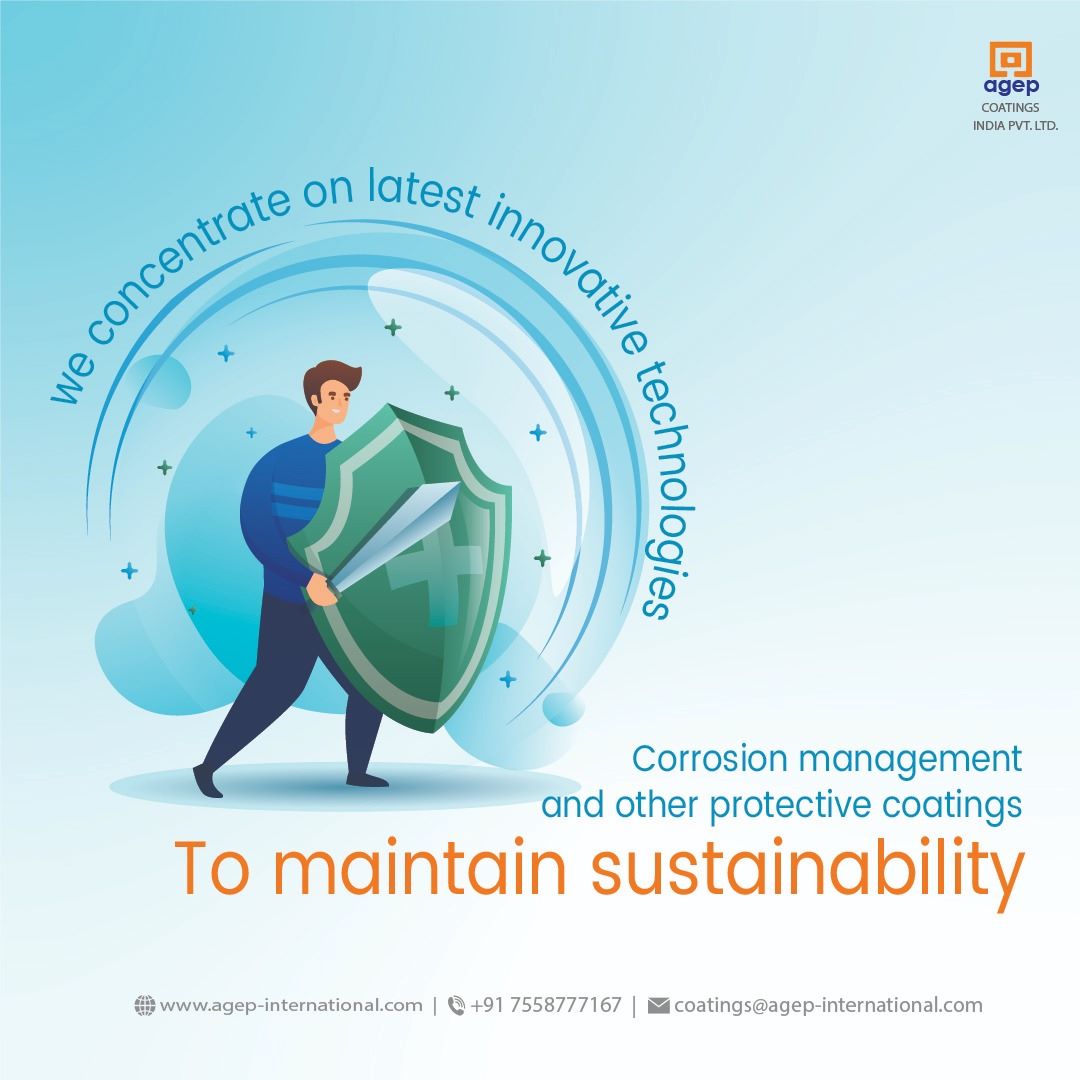 agep
COATINGS
INDIA PVT. LTD.
we concentrate on latest innovative technologies
Corrosion management
and other protective coatings
To maintain sustainability
www.agep-international.com | +91 7558777167 | coatings@agep-international.com